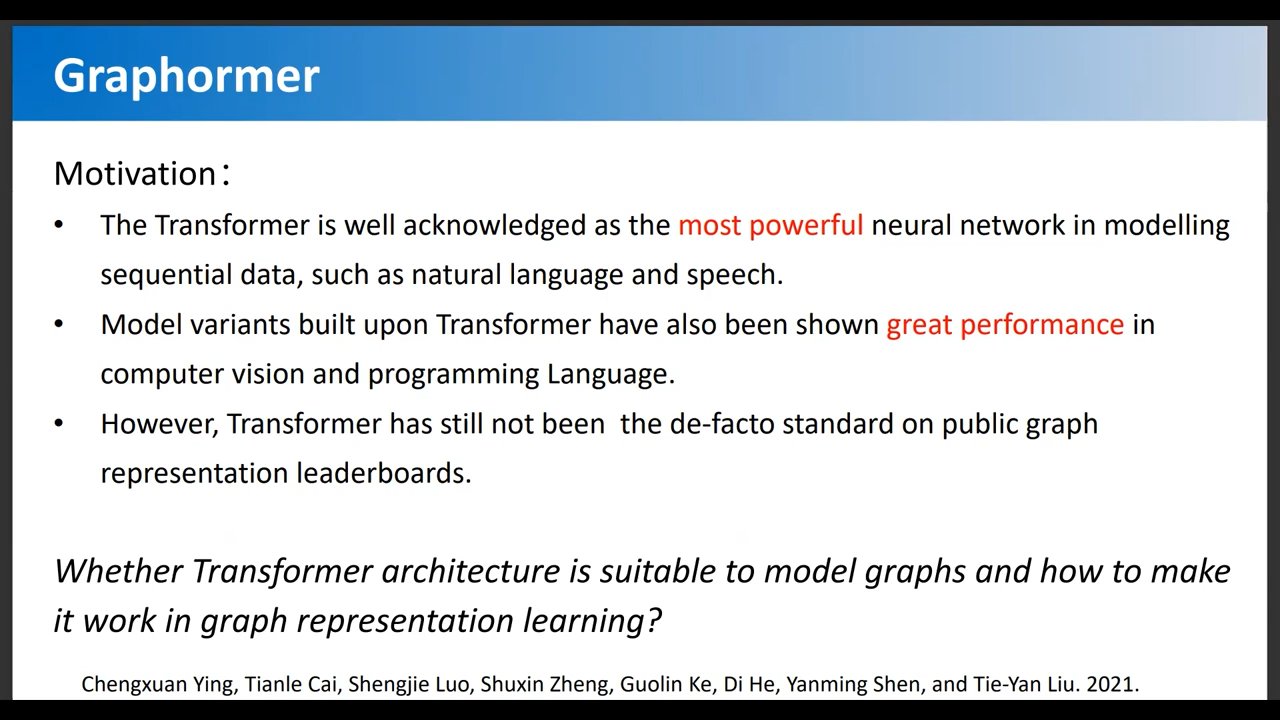 Graphormer
Motivation：
• The Transformer is well acknowledged as the most powerful neural network in modelling
sequential data, such as natural language and speech.
• Model variants built upon Transformer have also been shown great performance in
computer vision and programming Language.
• However, Transformer has still not been  the de-facto standard on public graph
representation leaderboards.
Whether Transformer architecture is suitable to model graphs and how to make
it work in graph representation learning?
Chengxuan Ying, Tianle Cai, Shengjie Luo, Shuxin Zheng, Guolin Ke, Di He, Yanming Shen, and Tie-Yan Liu. 2021.